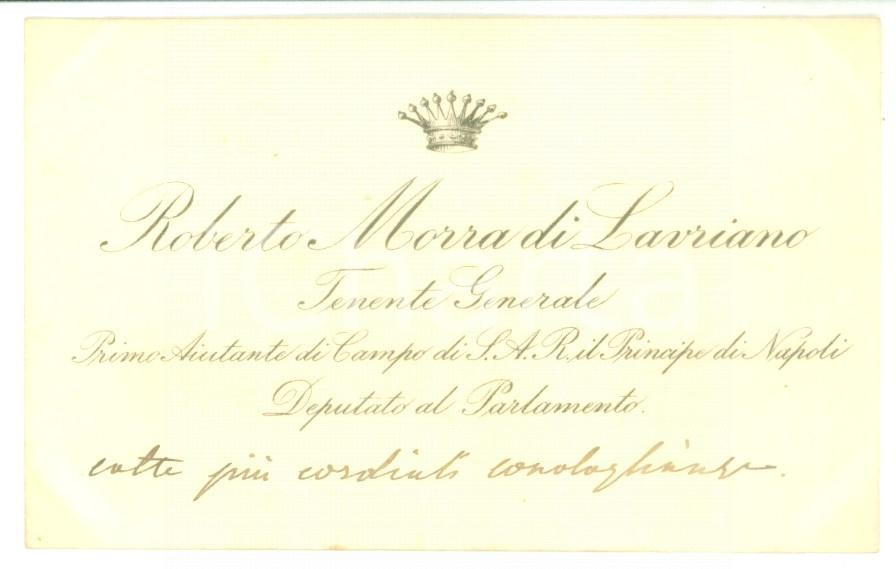 Roberto Morra di Lavriano
Tenente Generale
Primo Aiutante di Campo di S. A. R. il Principe di Napoli
Deputato al Parlamento.
colle più cordiali condoglianze.